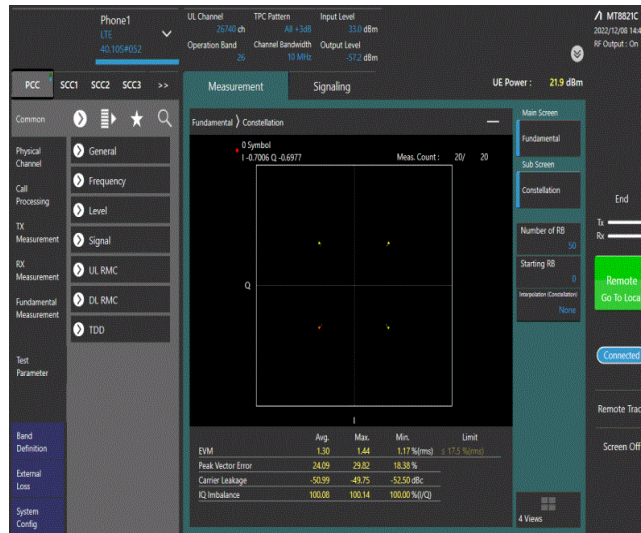 Phone1
LTE
40.105#052
UL Channel
26740 ch
TPC Pattern
All +3dB
Input Level
33.0 dBm
Operation Band
26
Channel Bandwidth
10 MHz
Output Level
-57.2 dBm
MT8821C
2022/12/08 14:4
RF Output : On
PCC SCC1 SCC2 SCC3 >>
Measurement Signaling
UE Power : 21.9 dBm
Common
Physical
Channel
Call
Processing
TX
Measurement
RX
Measurement
Fundamental
Measurement
Test
Parameter
Band
Definition
External
Loss
System
Config
General
Frequency
Level
Signal
UL RMC
DL RMC
TDD
Fundamental 〉 Constellation
0 Symbol
I -0.7006 Q -0.6977
Meas. Count : 20/ 20
Q
I
Avg. Max. Min. Limit
EVM 1.30 1.44 1.17 %(rms) ≤ 17.5 %(rms)
Peak Vector Error 24.09 29.82 18.38 %
Carrier Leakage -50.99 -49.75 -52.50 dBc
IQ Imbalance 100.08 100.14 100.00 %(I/Q)
Main Screen
Fundamental
Sub Screen
Constellation
Number of RB
50
Starting RB
0
Interpolation (Constellation)
None
4 Views
End
Tx
Rx
Remote
Go To Loca
Connected
Remote Trac
Screen Off